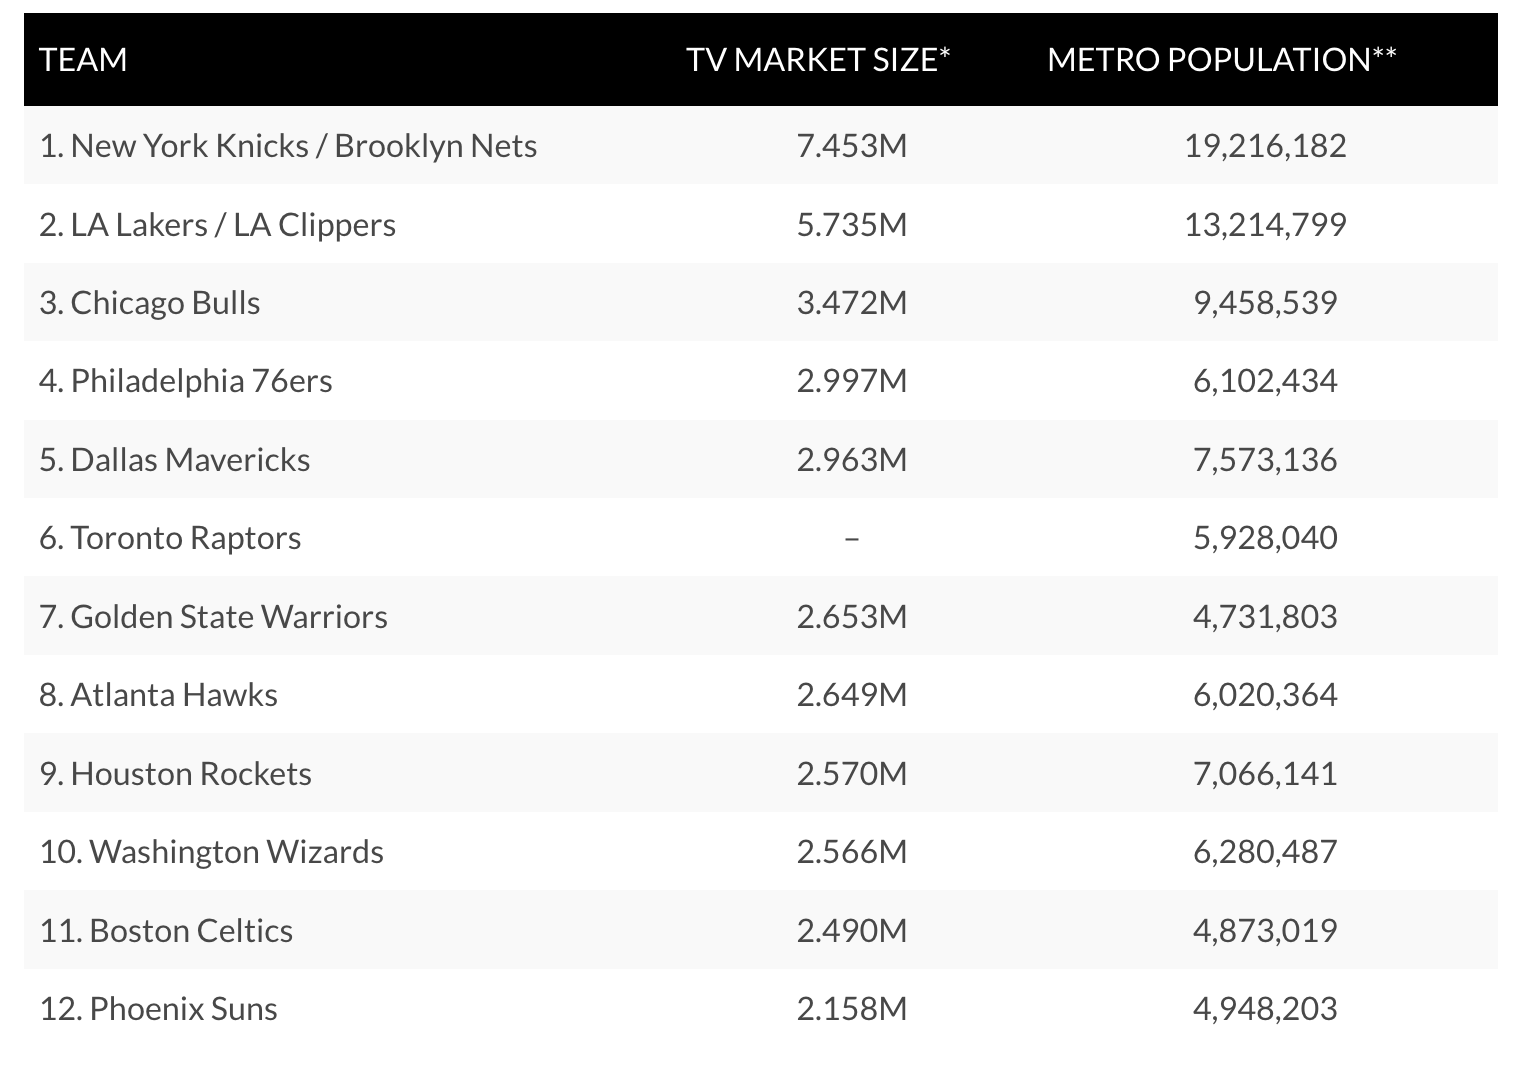 TEAM TV MARKET SIZE* METRO POPULATION**
1. New York Knicks / Brooklyn Nets 7.453M 19,216,182
2. LA Lakers / LA Clippers 5.735M 13,214,799
3. Chicago Bulls 3.472M 9,458,539
4. Philadelphia 76ers 2.997M 6,102,434
5. Dallas Mavericks 2.963M 7,573,136
6. Toronto Raptors – 5,928,040
7. Golden State Warriors 2.653M 4,731,803
8. Atlanta Hawks 2.649M 6,020,364
9. Houston Rockets 2.570M 7,066,141
10. Washington Wizards 2.566M 6,280,487
11. Boston Celtics 2.490M 4,873,019
12. Phoenix Suns 2.158M 4,948,203